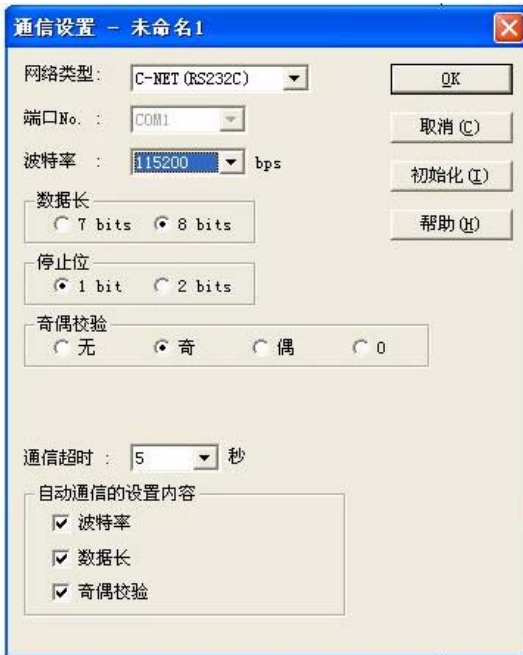 通信设置 - 未命名1
网络类型: C-NET(RS232C) OK
端口No. : COM1 取消(C)
波特率 : 115200 bps 初始化(I)
数据长
7 bits 8 bits 帮助(H)
停止位
1 bit 2 bits
奇偶校验
无 奇 偶 0
通信超时 : 5 秒
自动通信的设置内容
波特率
数据长
奇偶校验